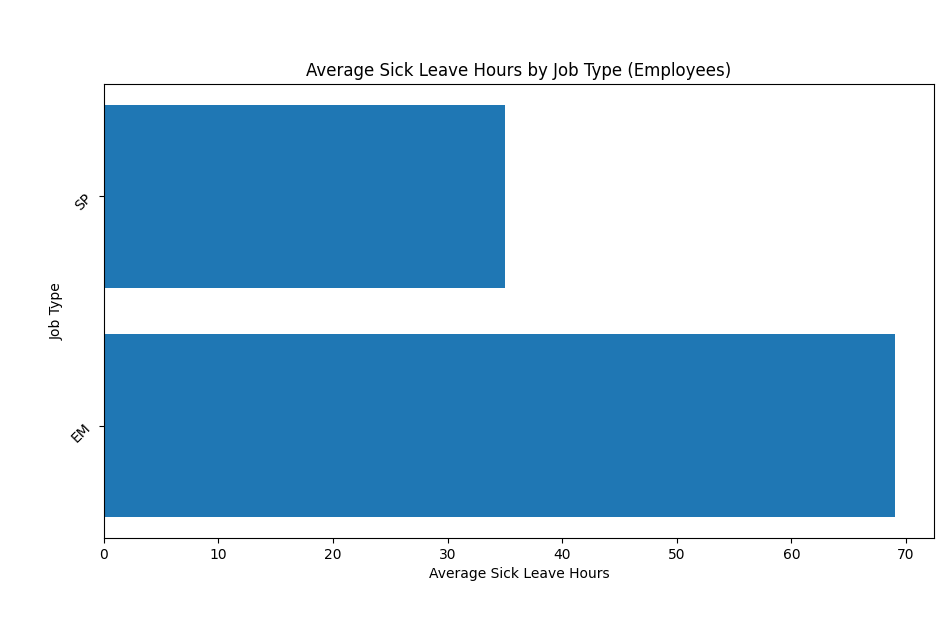 Average Sick Leave Hours by Job Type (Employees)
SP
Job Type
EM
0 10 20 30 40 50 60 70
Average Sick Leave Hours